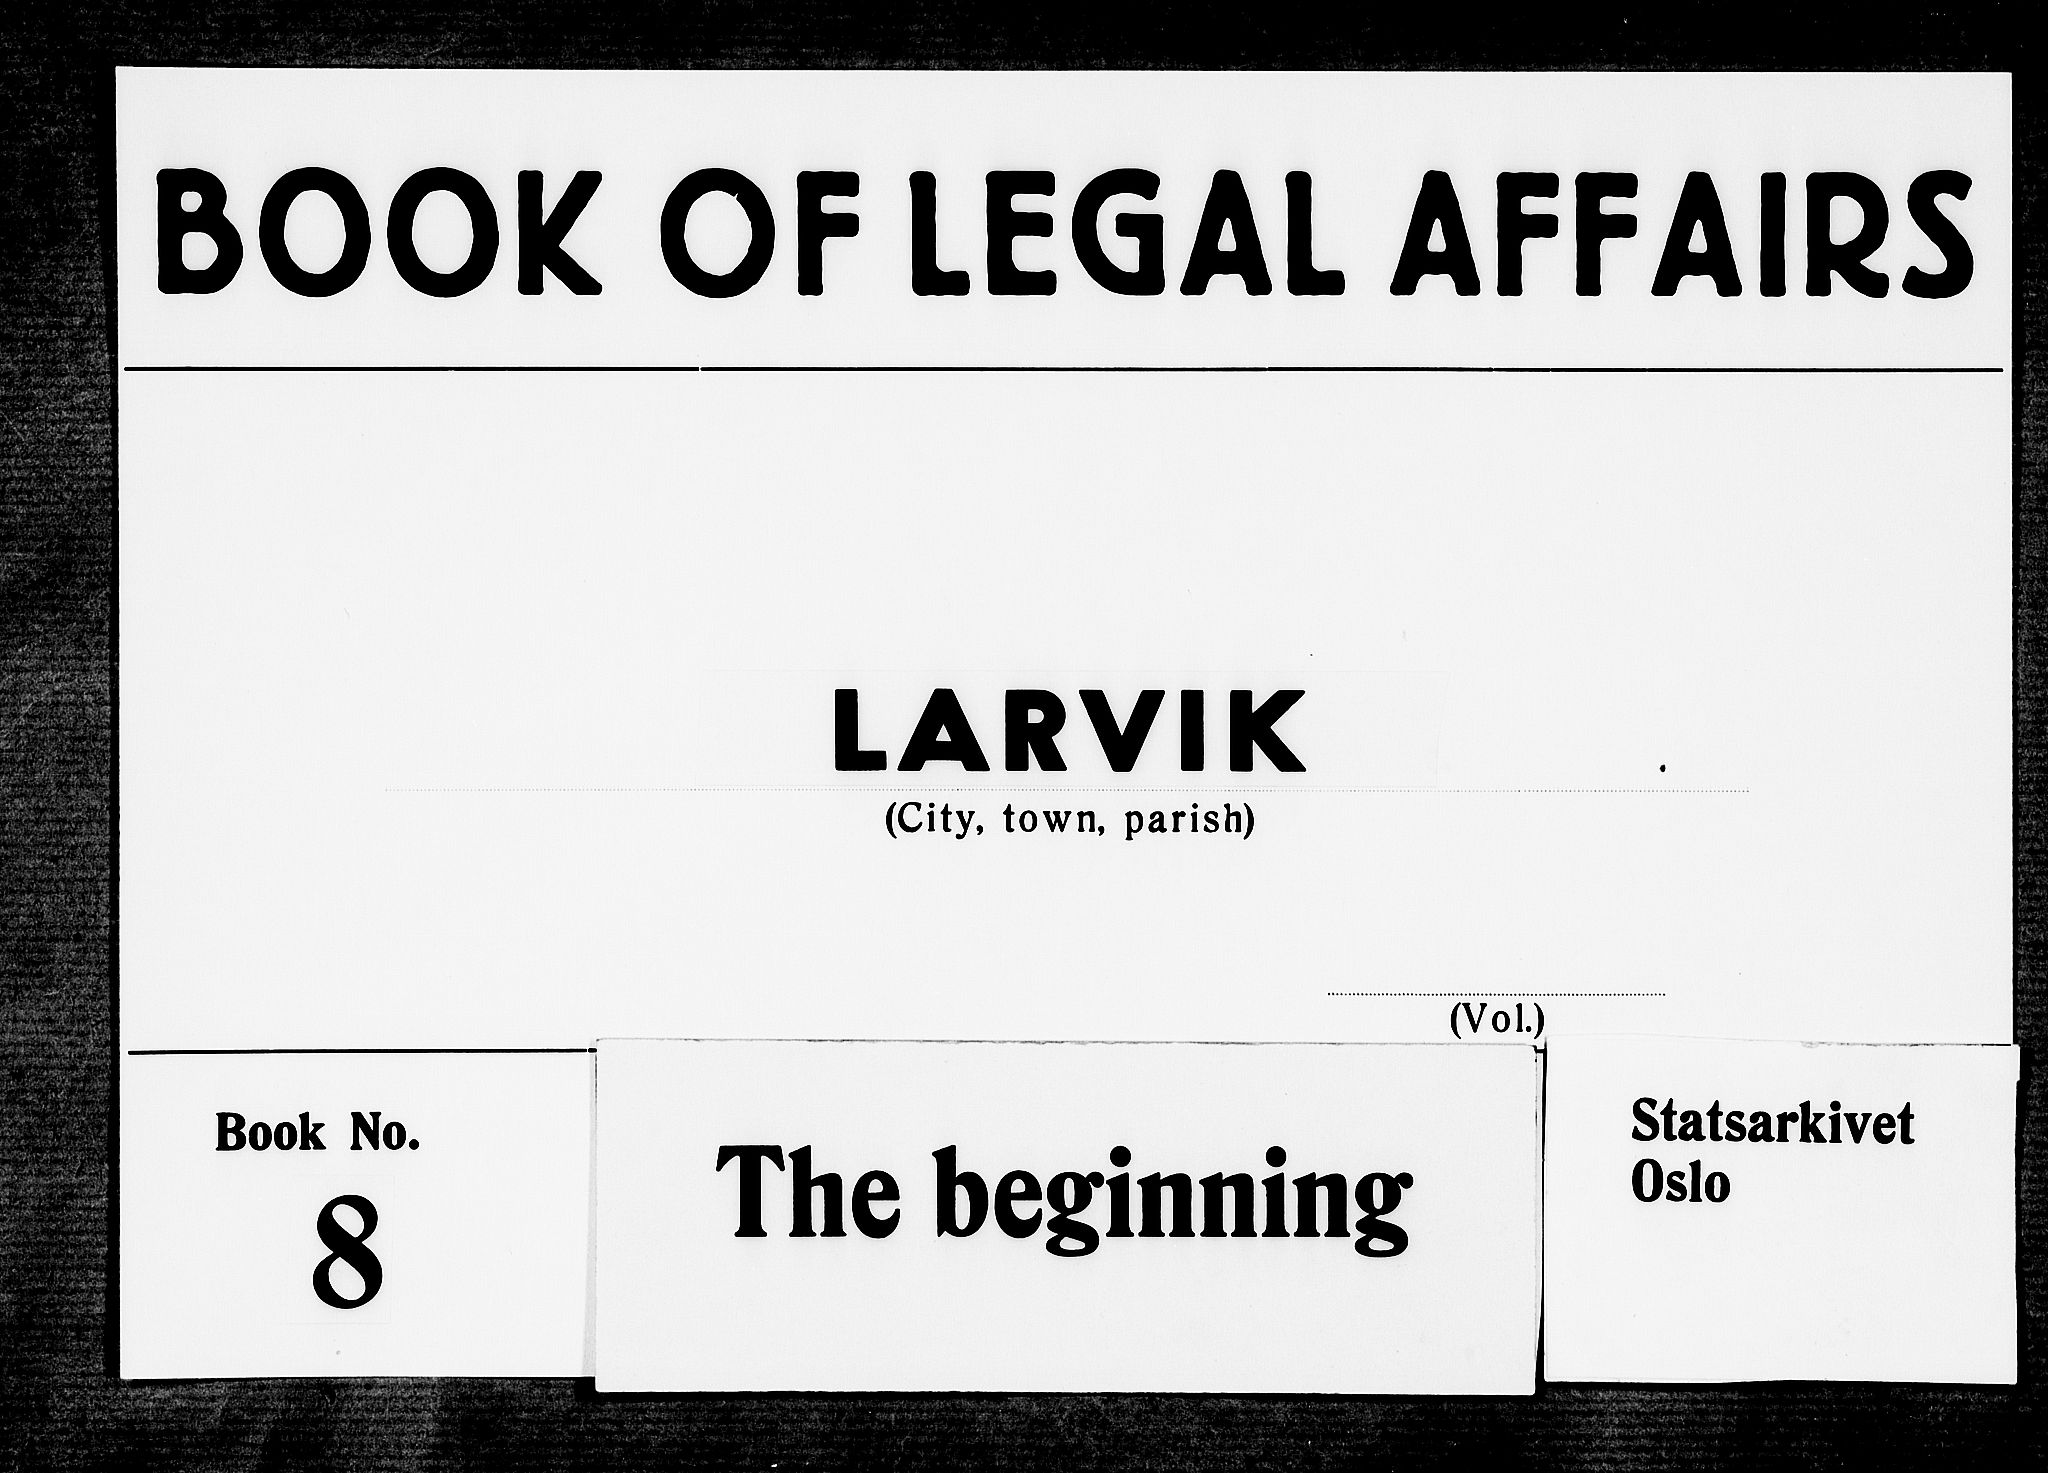 BOOK OF LEGAL AFFAIRS
LARVIK
(City, town, parish)
(Vol.)
Book No.
8
The beginning
Statsarkivet
Oslo